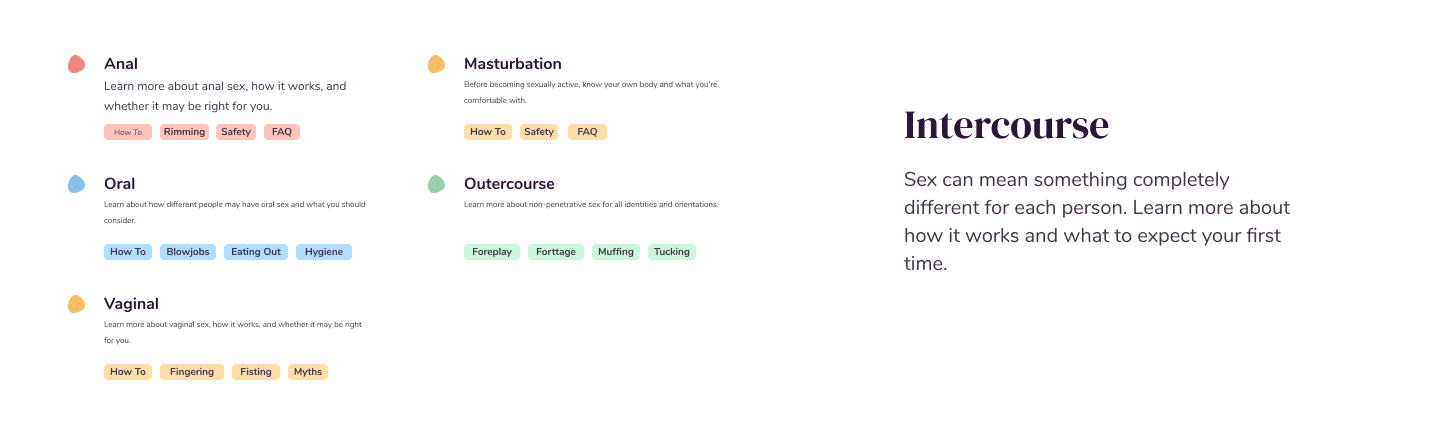 Anal
Learn more about anal sex, how it works, and
whether it may be right for you.
How To Rimming Safety FAQ
Oral
Learn about how different people may have oral sex and what you should
consider.
How To Blowjobs Eating Out Hygiene
Vaginal
Learn more about vaginal sex, how it works, and whether it may be right
for you.
How To Fingering Fisting Myths
Masturbation
Before becoming sexually active, know your own body and what you're
comfortable with.
How To Safety FAQ
Outercourse
Learn more about non-penetrative sex for all identities and orientations.
Foreplay Forttage Muffing Tucking
Intercourse
Sex can mean something completely
different for each person. Learn more about
how it works and what to expect your first
time.